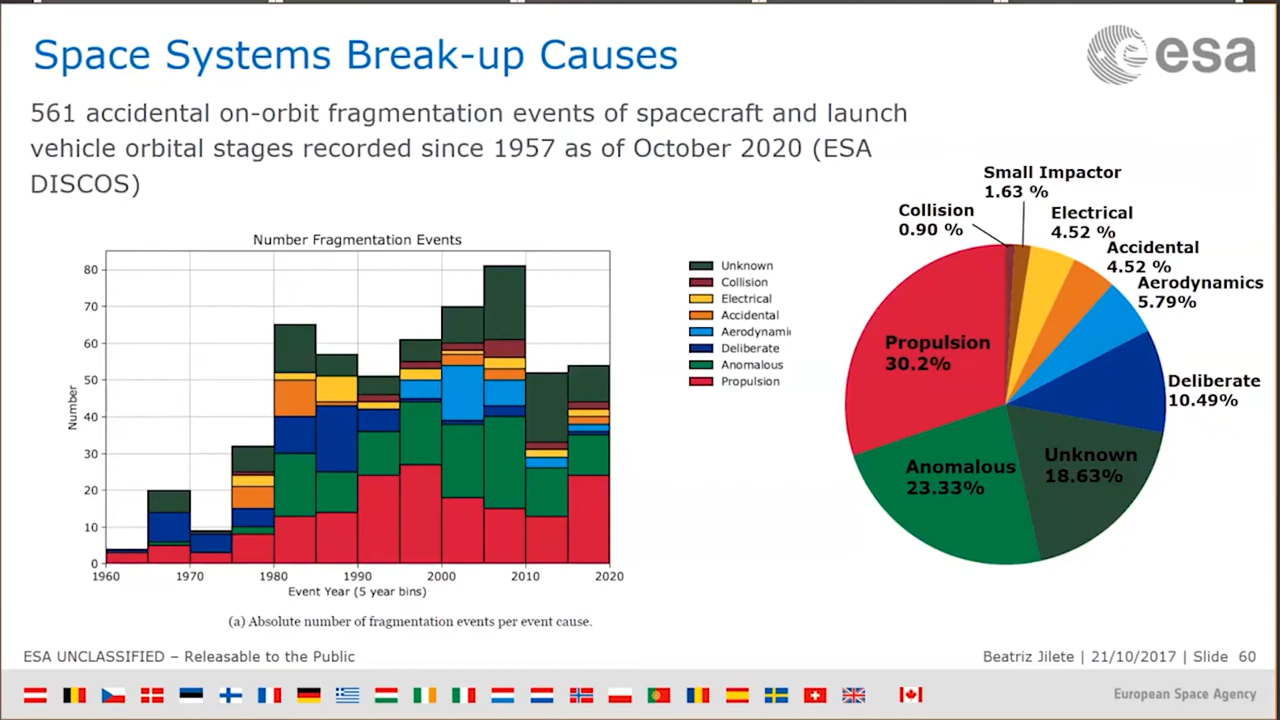 Space Systems Break-up Causes
esa
561 accidental on-orbit fragmentation events of spacecraft and launch
vehicle orbital stages recorded since 1957 as of October 2020 (ESA
DISCOS)
Number Fragmentation Events
Number
80
70
60
50
40
30
20
10
0
1960
1970
1980
1990
2000
2010
2020
Event Year (5 year bins)
(a) Absolute number of fragmentation events per event cause.
Unknown
Collision
Electrical
Accidental
Aerodynami
Deliberate
Anomalous
Propulsion
Small Impactor
1.63 %
Collision
0.90 %
Electrical
4.52 %
Accidental
4.52 %
Aerodynamics
5.79%
Propulsion
30.2%
Deliberate
10.49%
Unknown
18.63%
Anomalous
23.33%
ESA UNCLASSIFIED – Releasable to the Public
Beatriz Jilete | 21/10/2017 | Slide 60
European Space Agency